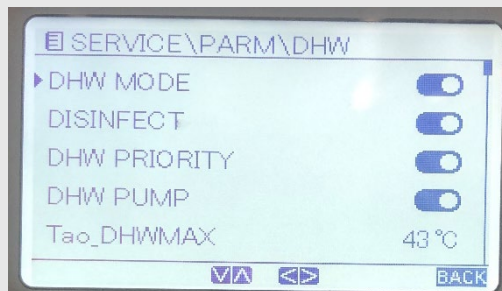 SERVICE\PARM\DHW
DHW MODE
DISINFECT
DHW PRIORITY
DHW PUMP
Tao_DHWMAX 43 °C
BACK